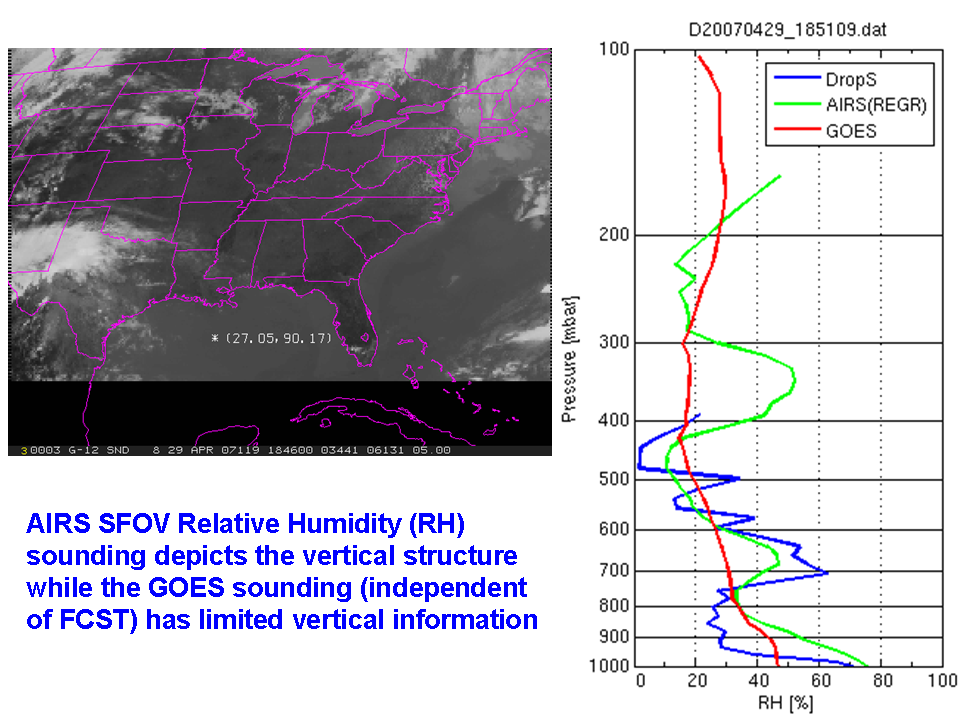 D20070429_185109.dat
DropS
AIRS(REGR)
GOES
100
200
300
400
500
600
700
800
900
1000
Pressure [mbar]
0 20 40 60 80 100
RH [%]
* (27.05,90.17)
30003 G-12 SND 8 29 APR 07119 184600 03441 06131 05.00
AIRS SFOV Relative Humidity (RH)
sounding depicts the vertical structure
while the GOES sounding (independent
of FCST) has limited vertical information